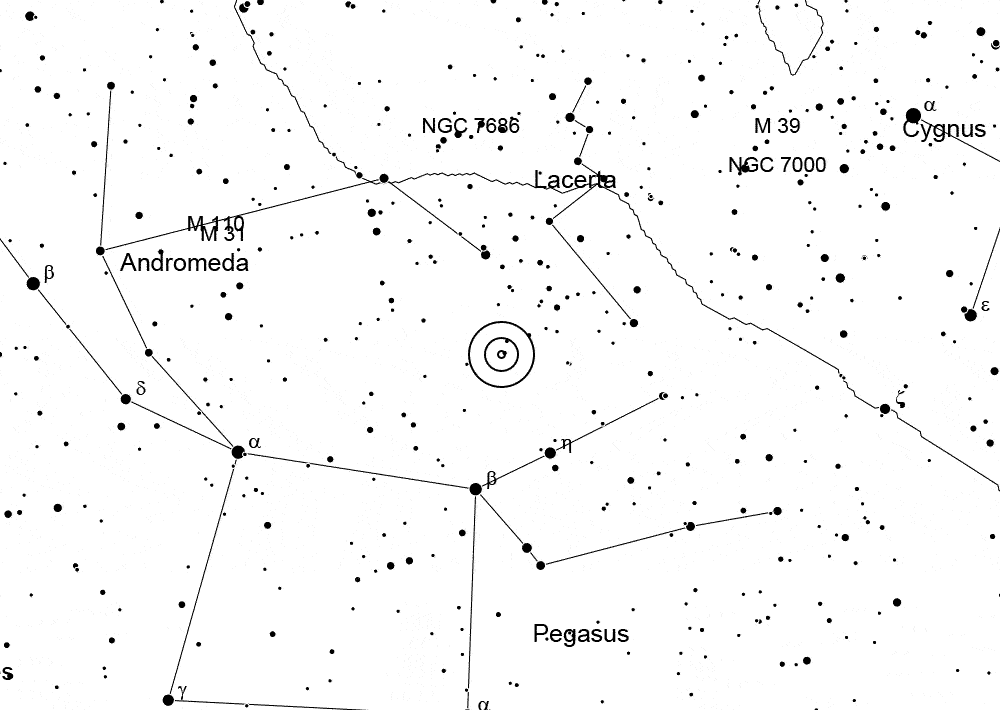 α
NGC 7686
M 39
Cygnus
NGC 7000
Lacerta
M 110
M 31
Andromeda
β
ε
δ
ζ
α
η
β
Pegasus
s
γ
α